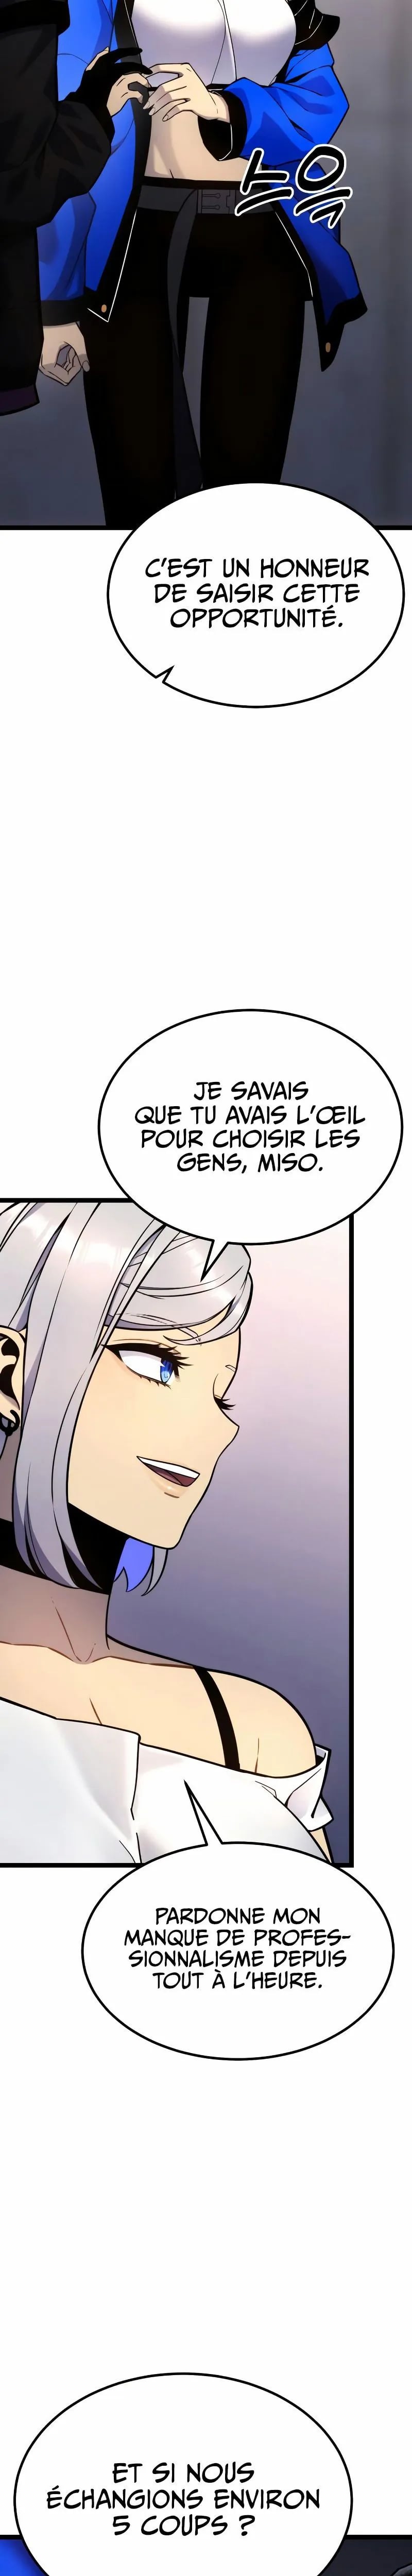 스윽
C'EST UN HONNEUR
DE SAISIR CETTE
OPPORTUNITÉ.
JE SAVAIS
QUE TU AVAIS L'ŒIL
POUR CHOISIR LES
GENS, MISO.
PARDONNE MON
MANQUE DE PROFES-
SIONNALISME DEPUIS
TOUT À L'HEURE.
ET SI NOUS
ÉCHANGIONS ENVIRON
5 COUPS ?